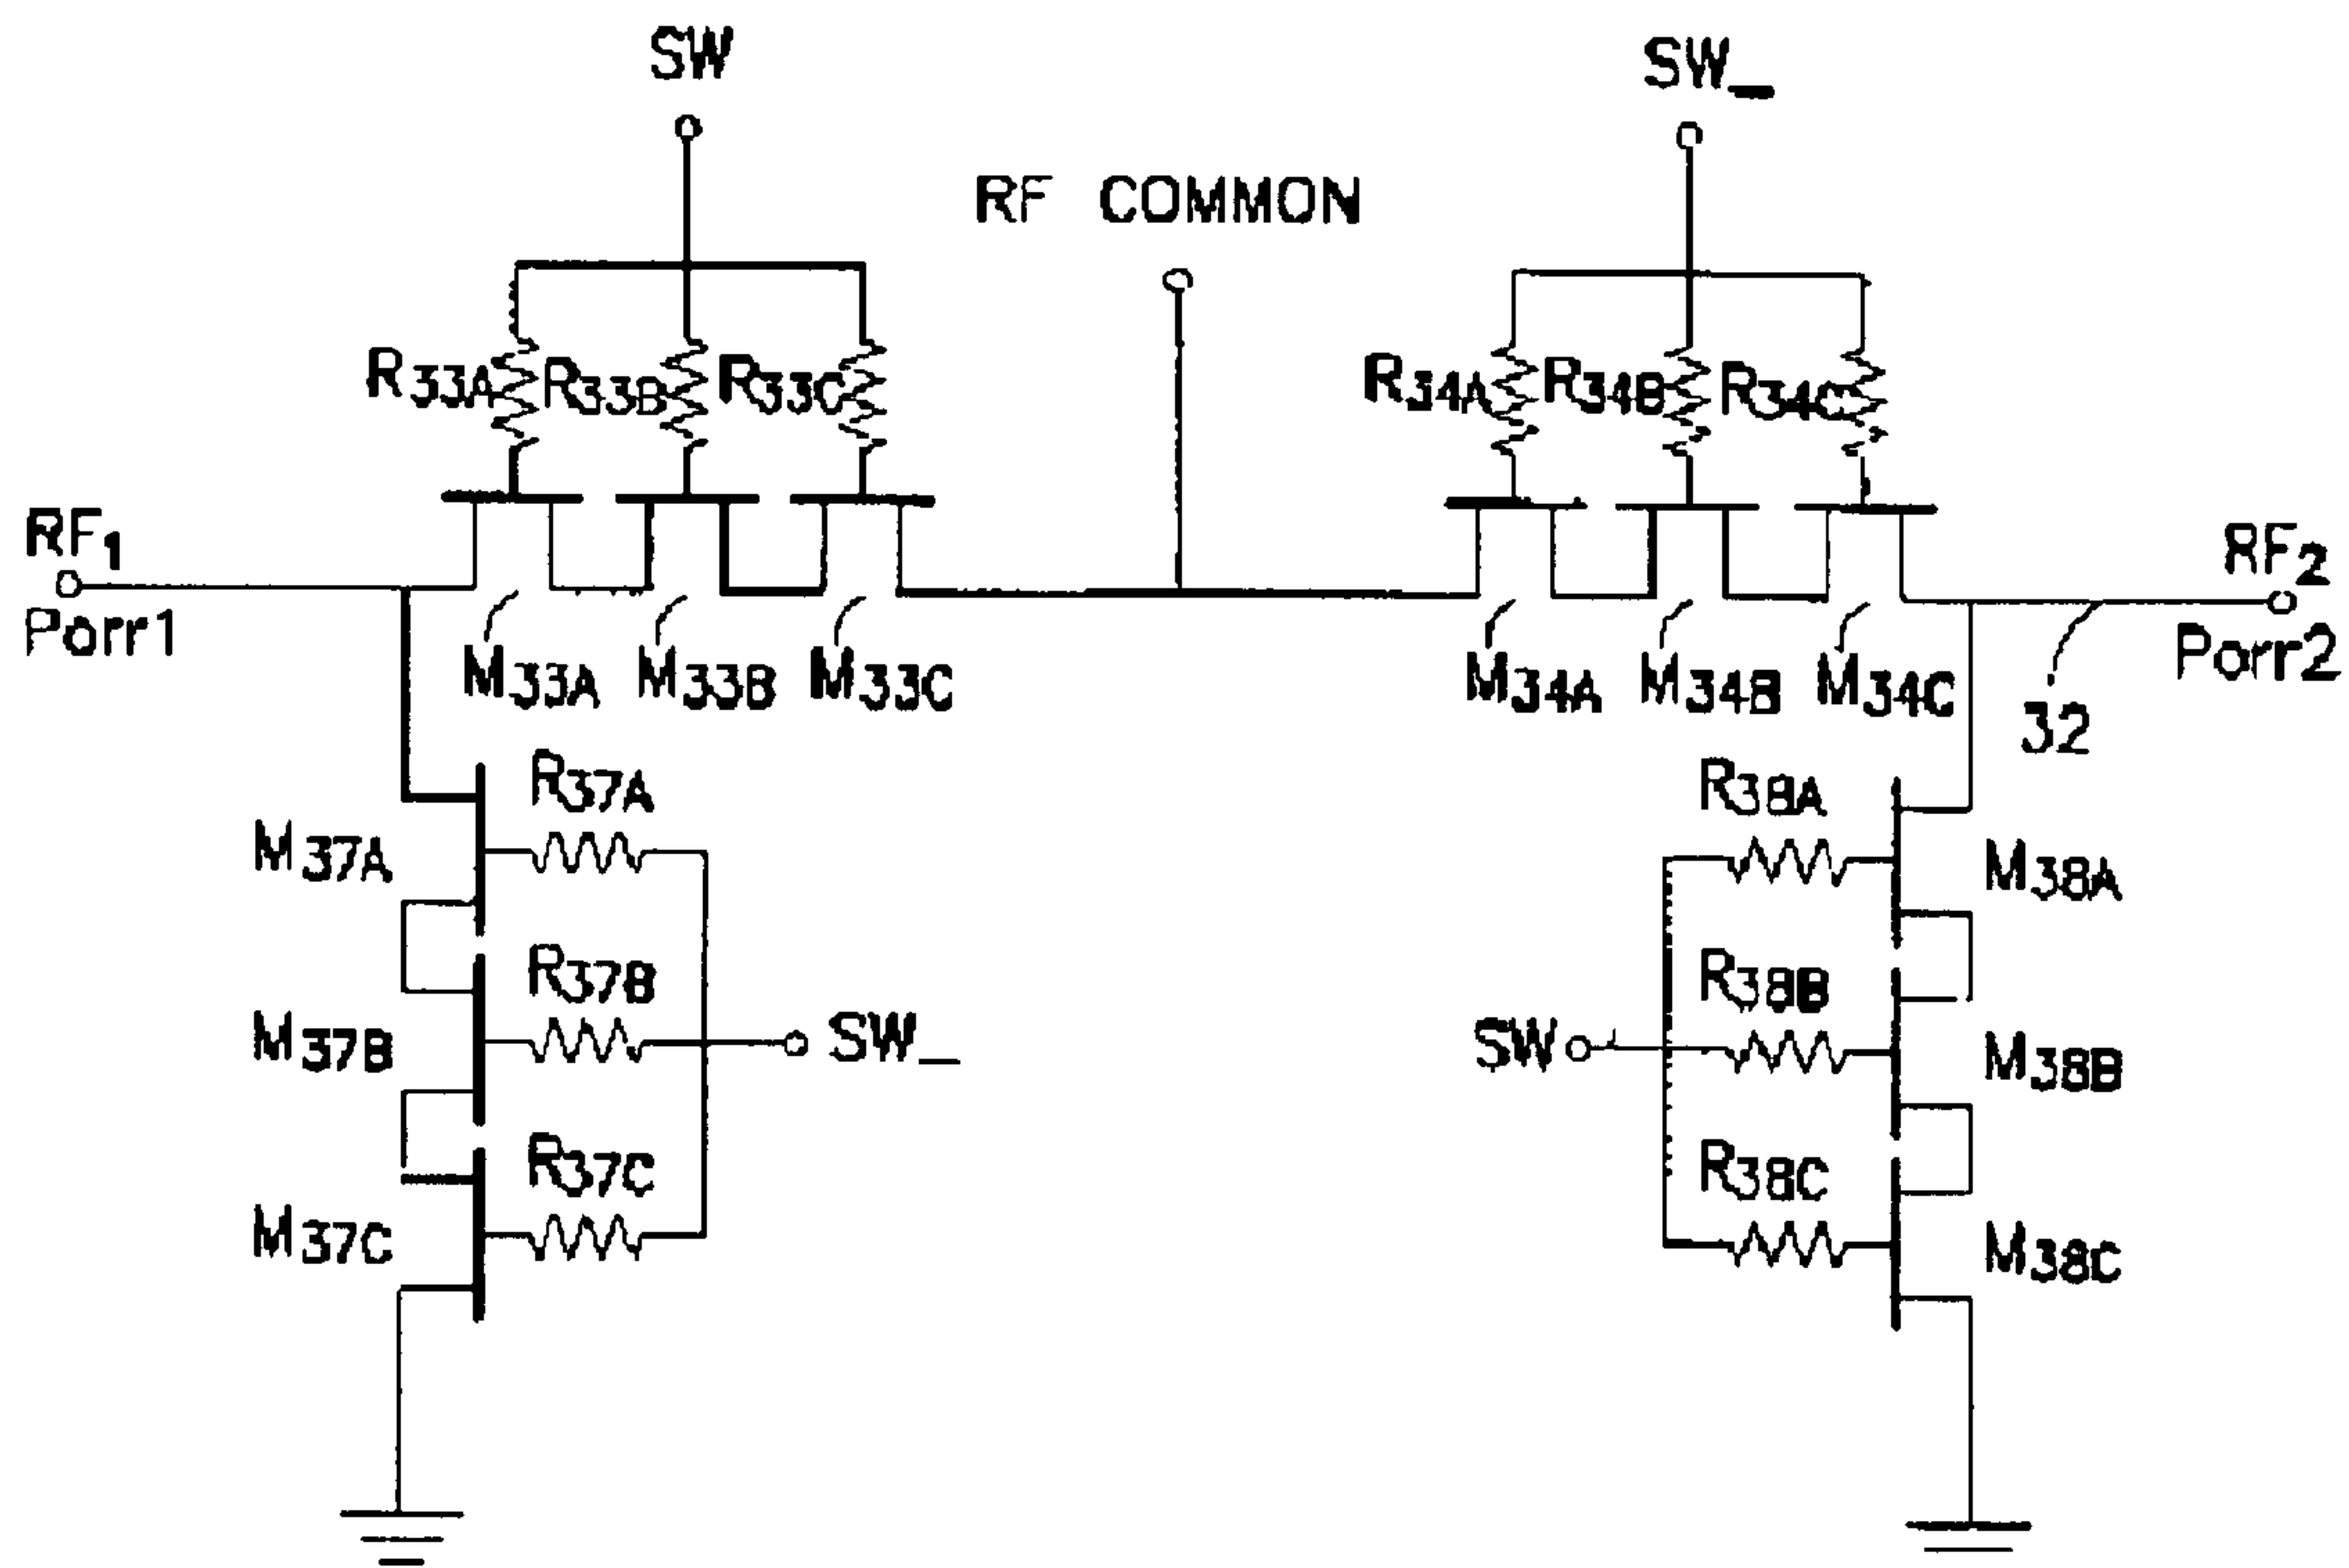 SW
SW_
RF COMMON
R33A
R33B
R33C
R34A
R34B
R34C
RF1
Porr1
RF2
Porr2
M33A
M33B
M33C
M34A
M34B
M34C
32
R37A
M37A
R37B
M37B
SW_
R37C
M37C
R38A
M38A
R38B
SW
M38B
R38C
M38C